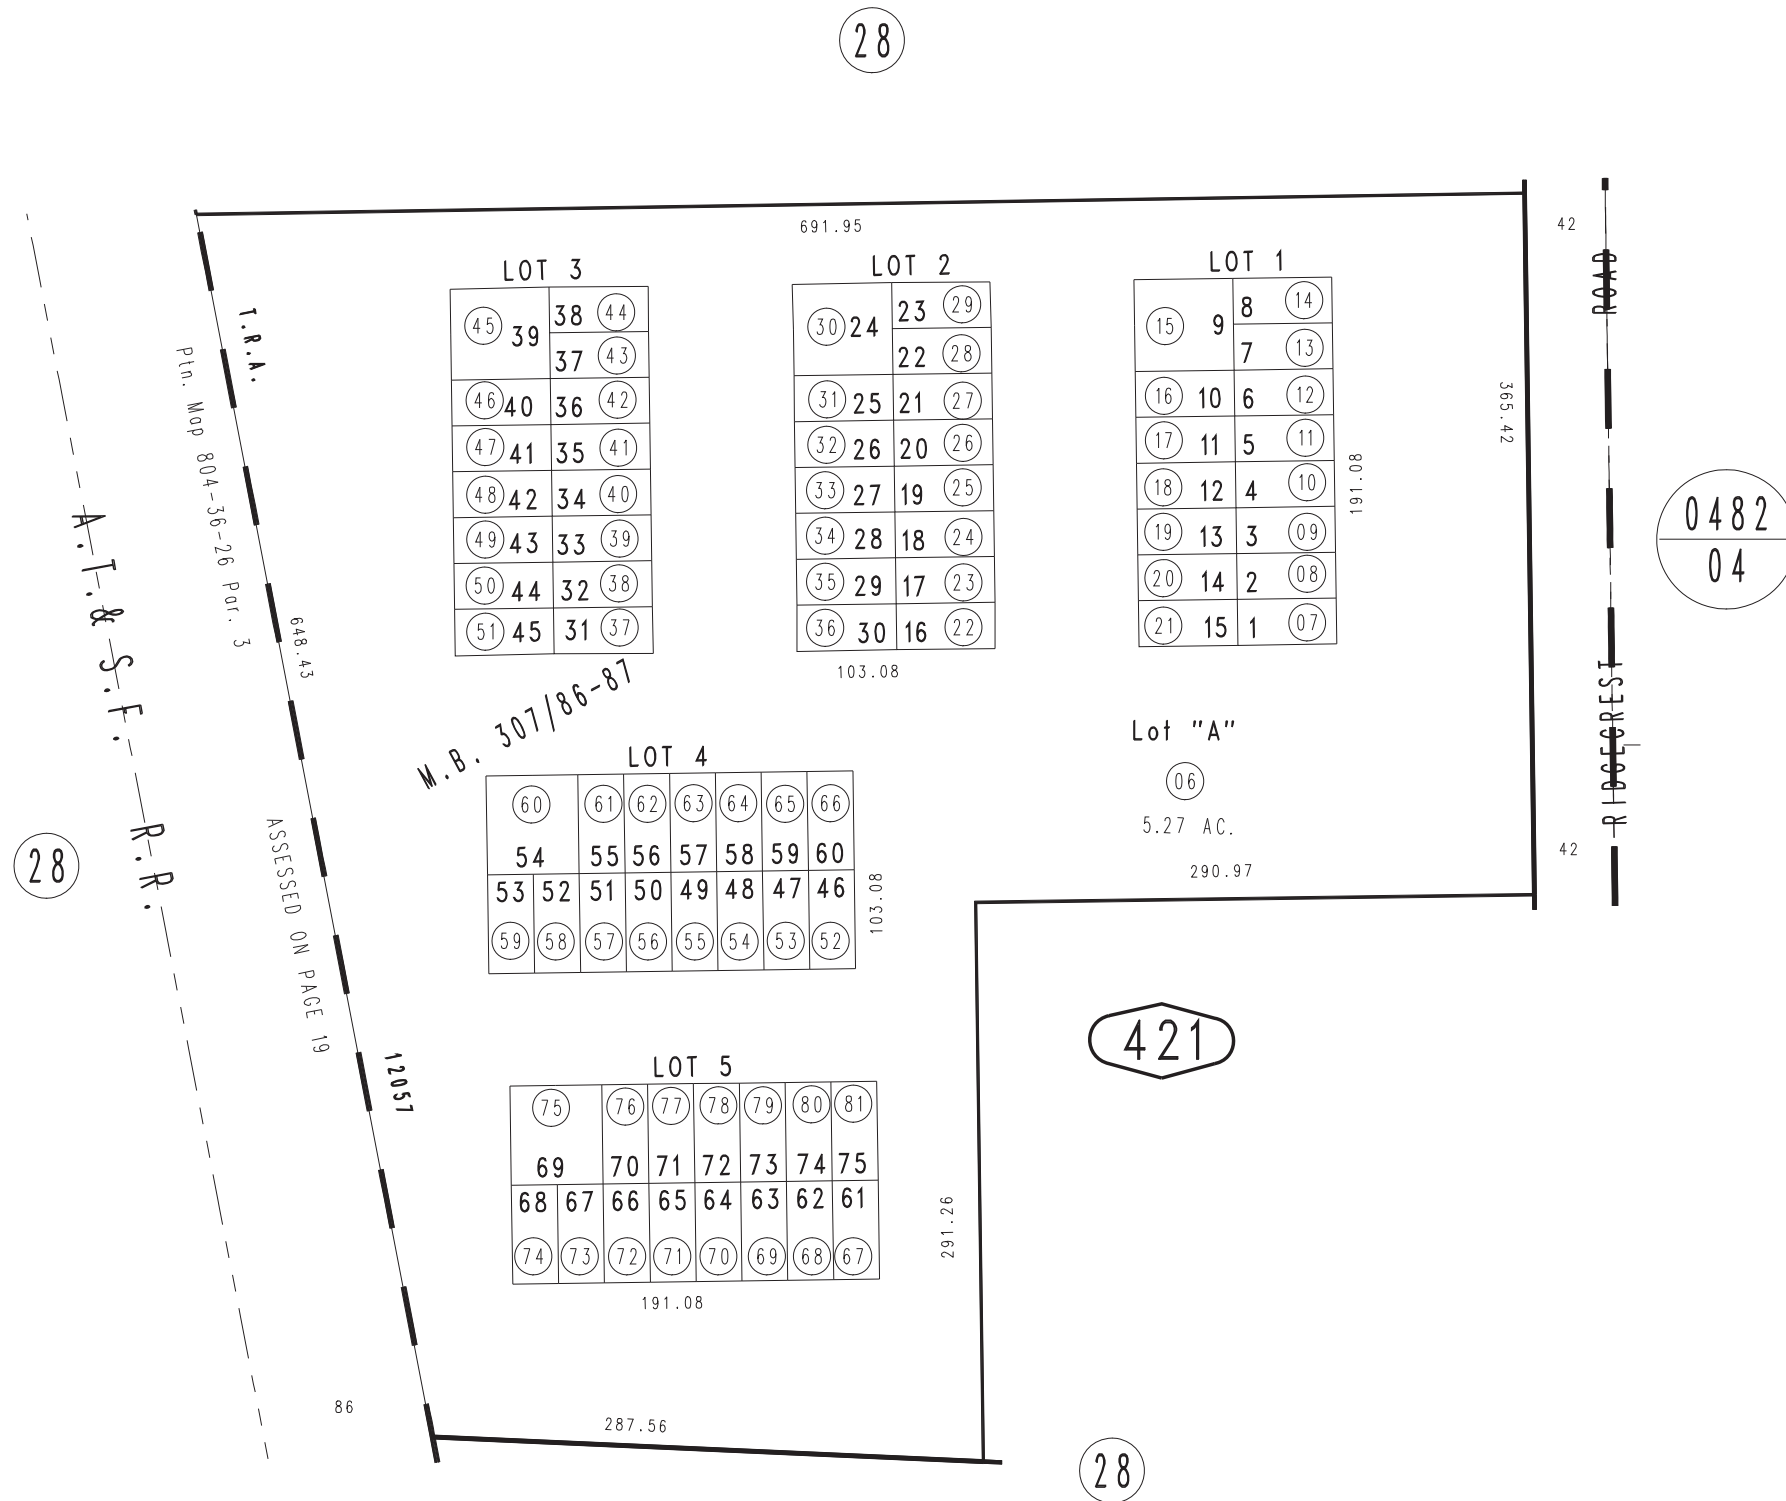 28
691.95
42
ROAD
LOT 3
LOT 2
LOT 1
45 39 38 44
37 43
46 40 36 42
47 41 35 41
48 42 34 40
49 43 33 39
50 44 32 38
51 45 31 37
30 24 23 29
22 28
31 25 21 27
32 26 20 26
33 27 19 25
34 28 18 24
35 29 17 23
36 30 16 22
15 9 8 14
7 13
16 10 6 12
17 11 5 11
18 12 4 10
19 13 3 09
20 14 2 08
21 15 1 07
T.R.A.
Ptn. Map 804-36-26 Par. 3
365.42
191.08
0482
04
A.T.& S.F. R.R.
648.43
103.08
M.B. 307/86-87
RIDGECREST
Lot "A"
06
5.27 AC.
290.97
42
LOT 4
60 61 62 63 64 65 66
54 55 56 57 58 59 60
53 52 51 50 49 48 47 46
59 58 57 56 55 54 53 52
103.08
28
ASSESSED ON PAGE 19
421
12057
LOT 5
75 76 77 78 79 80 81
69 70 71 72 73 74 75
68 67 66 65 64 63 62 61
74 73 72 71 70 69 68 67
191.08
291.26
86
287.56
28